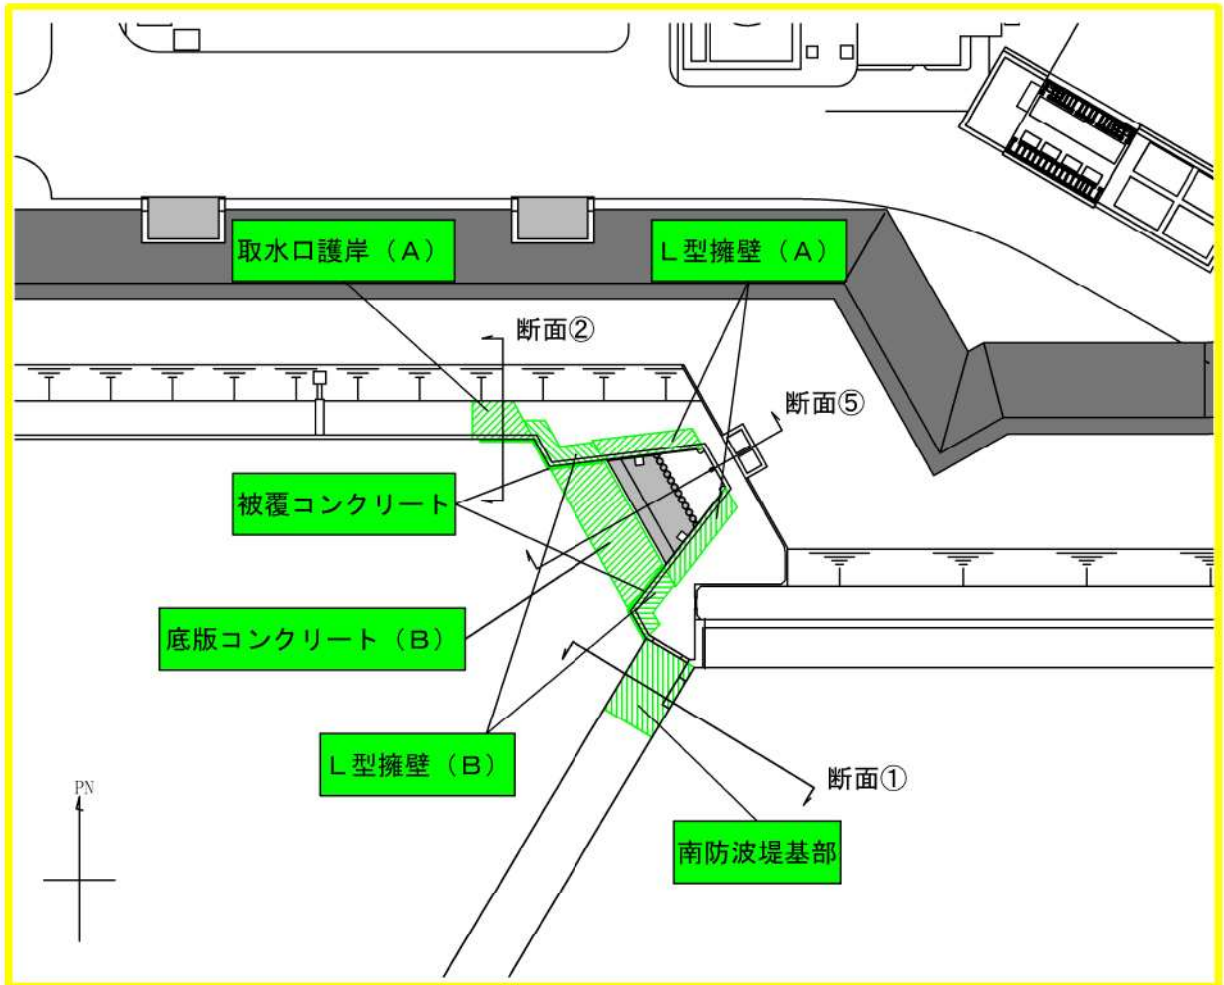 取水口護岸（Ａ）
Ｌ型擁壁（Ａ）
断面②
断面⑤
被覆コンクリート
底版コンクリート（Ｂ）
Ｌ型擁壁（Ｂ）
断面①
PN
南防波堤基部